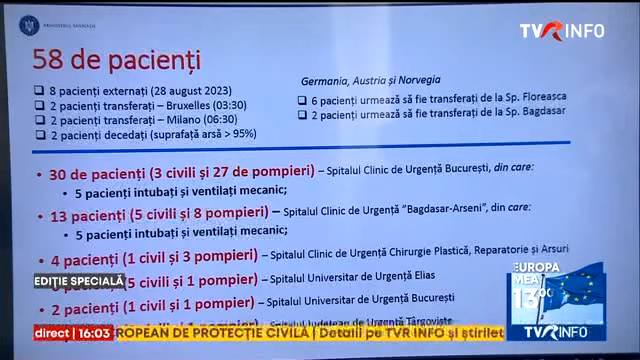 MINISTERUL SĂNĂTĂȚII
TVR INFO
58 de pacienți
8 pacienți externați (28 august 2023)
2 pacienți transferați – Bruxelles (03:30)
2 pacienți transferați – Milano (06:30)
2 pacienți decedați (suprafață arsă > 95%)
Germania, Austria și Norvegia
6 pacienți urmează să fie transferați de la Sp. Floreasca
2 pacienți urmează să fie transferați de la Sp. Bagdasar
• 30 de pacienți (3 civili și 27 de pompieri) – Spitalul Clinic de Urgență București, din care:
• 5 pacienți intubați și ventilați mecanic;
• 13 pacienți (5 civili și 8 pompieri) – Spitalul Clinic de Urgență "Bagdasar-Arseni", din care:
• 5 pacienți intubați și ventilați mecanic;
• 4 pacienți (1 civil și 3 pompieri) – Spitalul Clinic de Urgență Chirurgie Plastică, Reparatorie și Arsuri
EDIȚIE SPECIALĂ
(5 civili și 1 pompier) – Spitalul Universitar de Urgență Elias
• 2 pacienți (1 civil și 1 pompier) – Spitalul Universitar de Urgență București
Județean de Urgență Târgoviște
EUROPA MEA
13:00
TVR INFO
direct | 16:03
EUROPEAN DE PROTECȚIE CIVILĂ | Detalii pe TVR INFO și știrilet